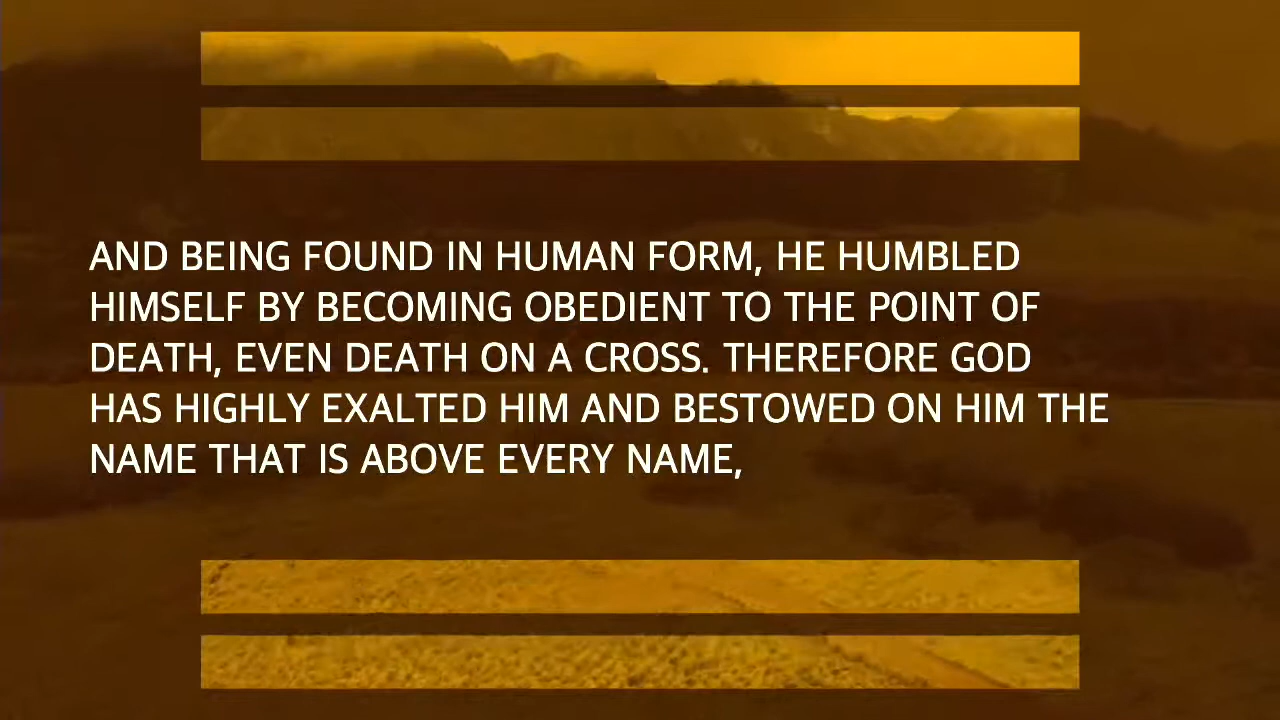 AND BEING FOUND IN HUMAN FORM, HE HUMBLED
HIMSELF BY BECOMING OBEDIENT TO THE POINT OF
DEATH, EVEN DEATH ON A CROSS. THEREFORE GOD
HAS HIGHLY EXALTED HIM AND BESTOWED ON HIM THE
NAME THAT IS ABOVE EVERY NAME,